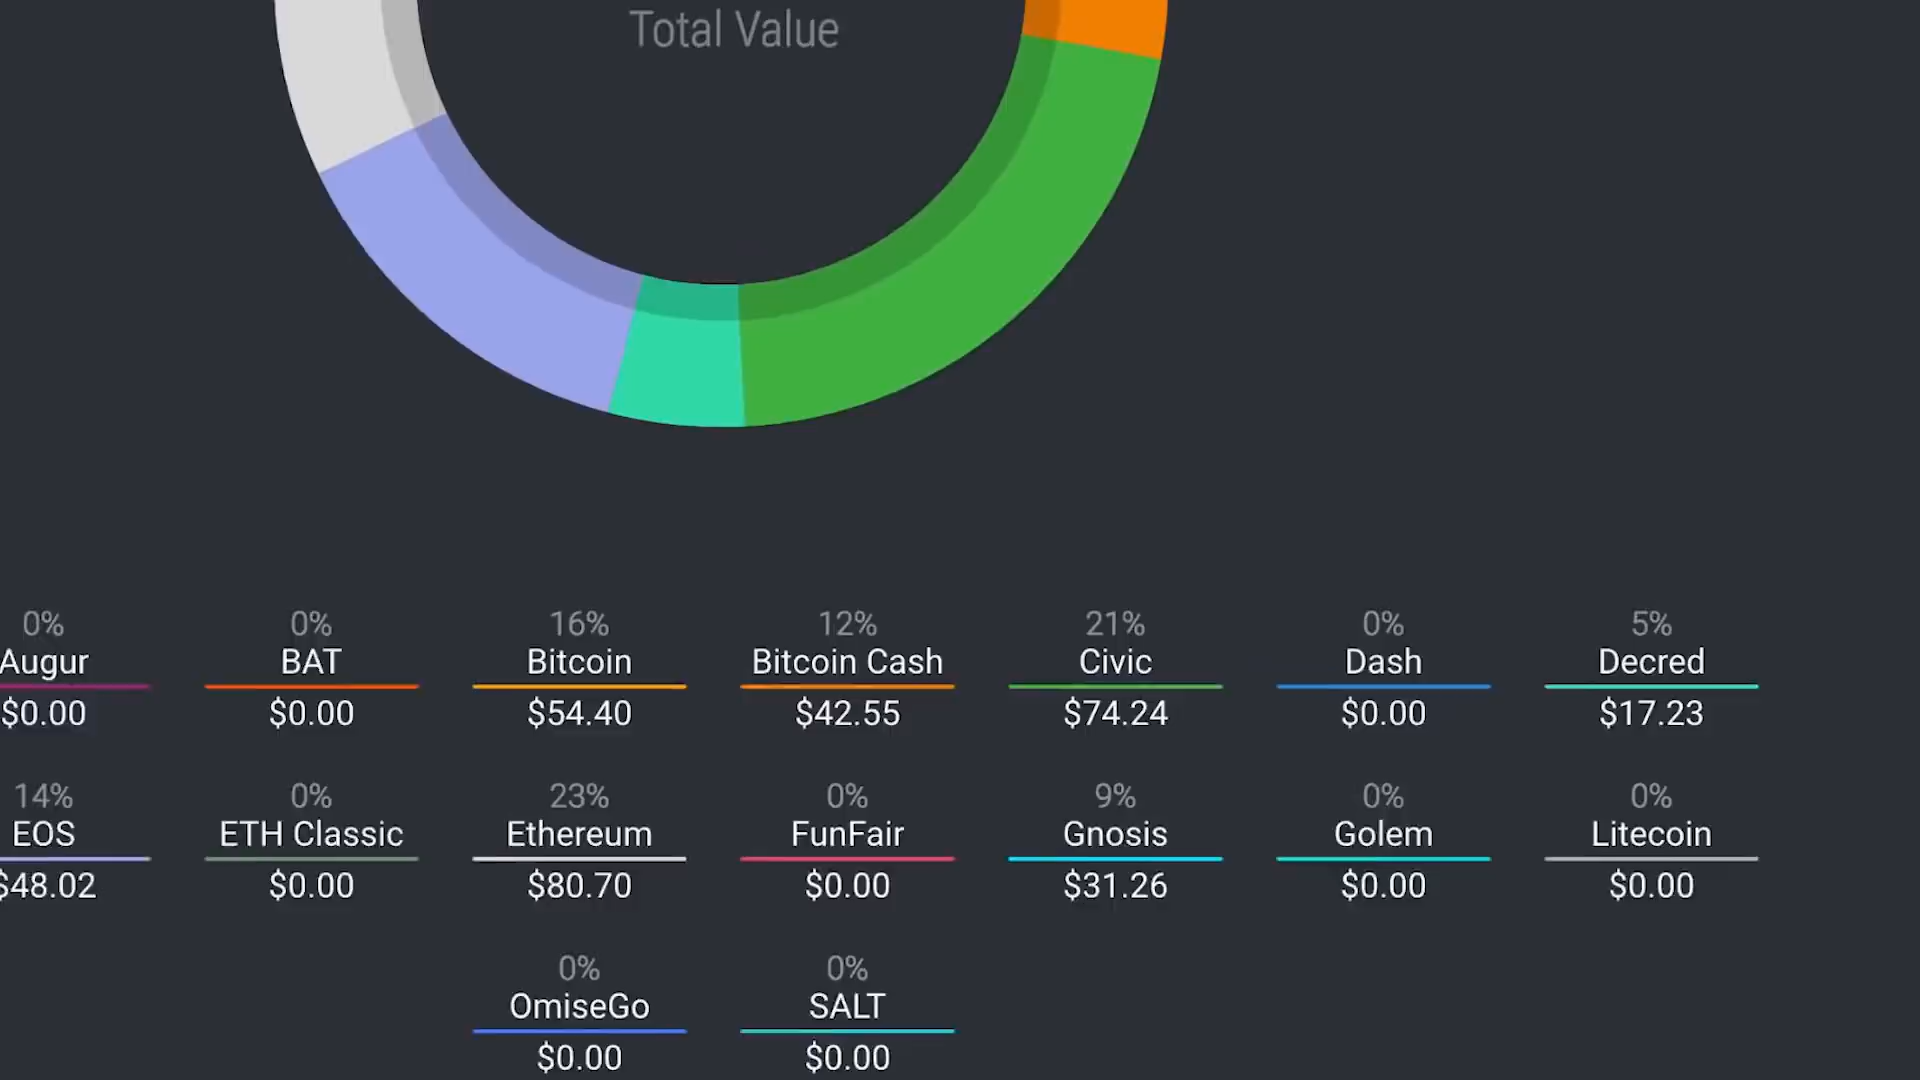 Total Value
0% 0% 16% 12% 21% 0% 5%
Augur BAT Bitcoin Bitcoin Cash Civic Dash Decred
$0.00 $0.00 $54.40 $42.55 $74.24 $0.00 $17.23
14% 0% 23% 0% 9% 0% 0%
EOS ETH Classic Ethereum FunFair Gnosis Golem Litecoin
$48.02 $0.00 $80.70 $0.00 $31.26 $0.00 $0.00
0% 0%
OmiseGo SALT
$0.00 $0.00